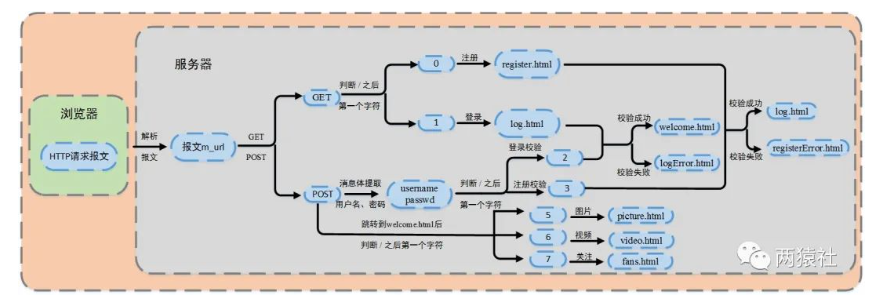 服务器
浏览器
HTTP请求报文
解析
报文
报文m_url
GET
POST
GET
判断 / 之后
第一个字符
0
注册
register.html
1
登录
log.html
登录校验
2
校验成功
welcome.html
校验失败
logError.html
校验成功
log.html
校验失败
registerError.html
POST
消息体提取
用户名、密码
username
passwd
判断 / 之后
第一个字符
注册校验
3
跳转到welcome.html后
判断 / 之后第一个字符
5
图片
picture.html
6
视频
video.html
7
关注
fans.html
两猿社